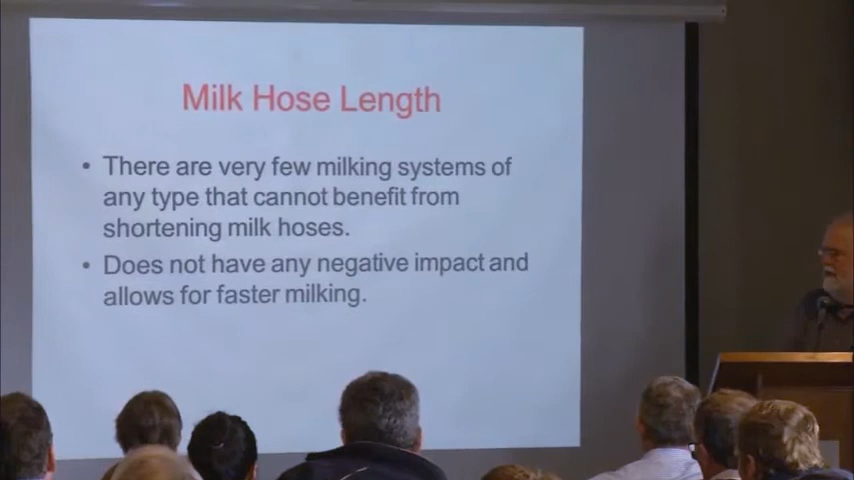 Milk Hose Length
• There are very few milking systems of
any type that cannot benefit from
shortening milk hoses.
• Does not have any negative impact and
allows for faster milking.